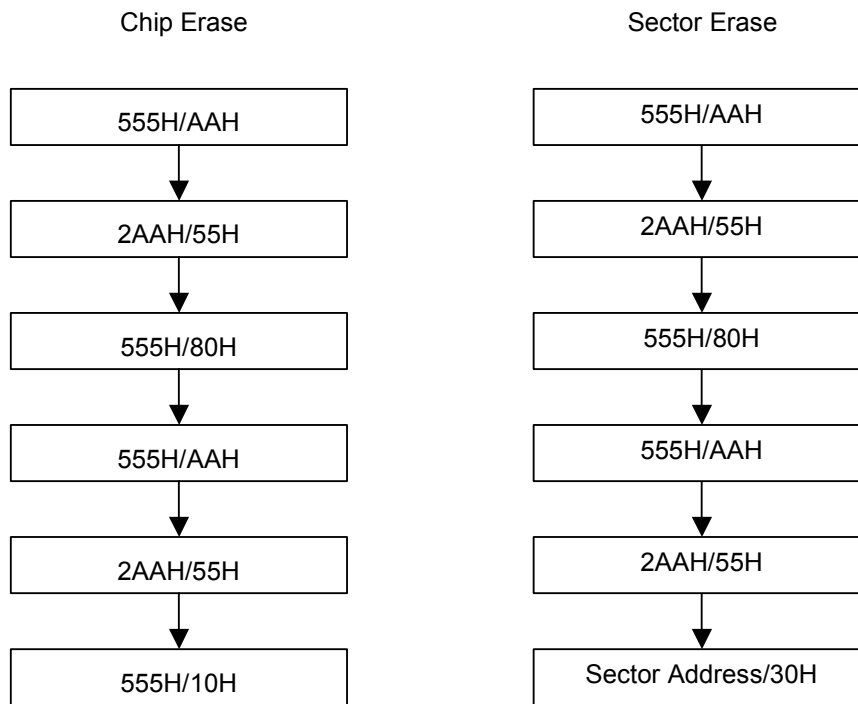 Chip Erase
555H/AAH
2AAH/55H
555H/80H
555H/AAH
2AAH/55H
555H/10H
Sector Erase
555H/AAH
2AAH/55H
555H/80H
555H/AAH
2AAH/55H
Sector Address/30H